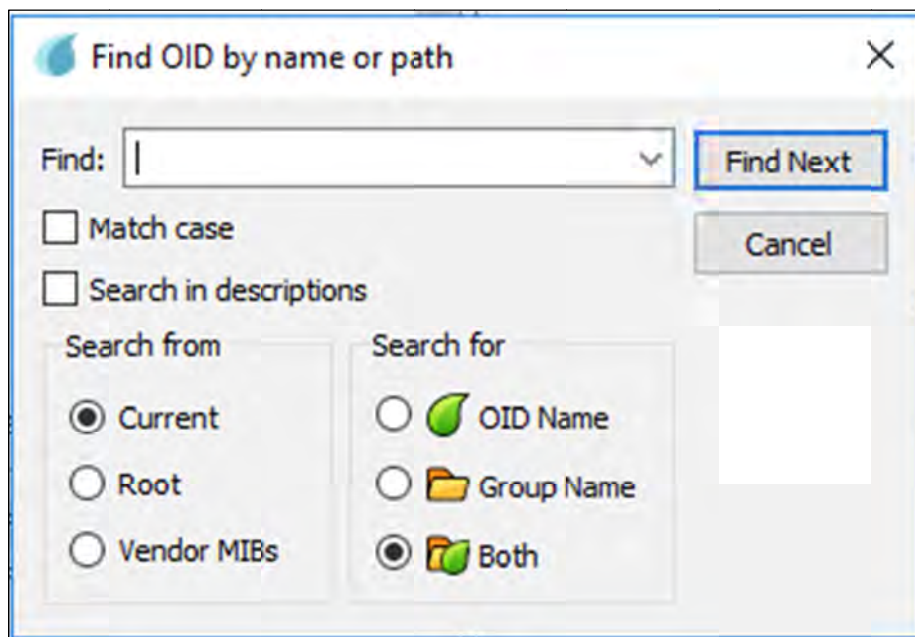 Find OID by name or path
Find:
Find Next
Match case
Cancel
Search in descriptions
Search from
Search for
Current
OID Name
Root
Group Name
Vendor MIBs
Both